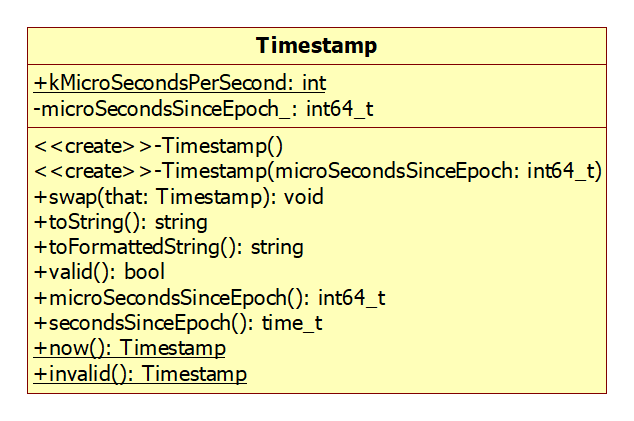 Timestamp
+kMicroSecondsPerSecond: int
-microSecondsSinceEpoch_: int64_t
<<create>>-Timestamp()
<<create>>-Timestamp(microSecondsSinceEpoch: int64_t)
+swap(that: Timestamp): void
+toString(): string
+toFormattedString(): string
+valid(): bool
+microSecondsSinceEpoch(): int64_t
+secondsSinceEpoch(): time_t
+now(): Timestamp
+invalid(): Timestamp